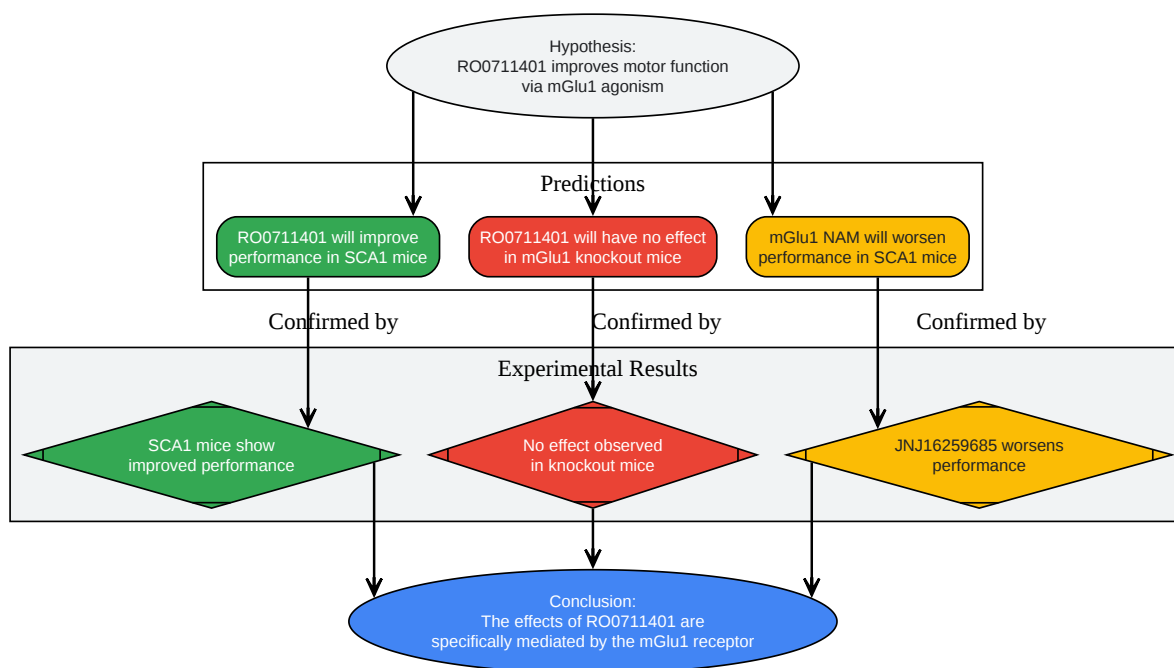 Hypothesis:
RO0711401 improves motor function
via mGlu1 agonism
Predictions
RO0711401 will improve
performance in SCA1 mice
RO0711401 will have no effect
in mGlu1 knockout mice
mGlu1 NAM will worsen
performance in SCA1 mice
Confirmed by
Confirmed by
Confirmed by
Experimental Results
SCA1 mice show
improved performance
No effect observed
in knockout mice
JNJ16259685 worsens
performance
Conclusion:
The effects of RO0711401 are
specifically mediated by the mGlu1 receptor